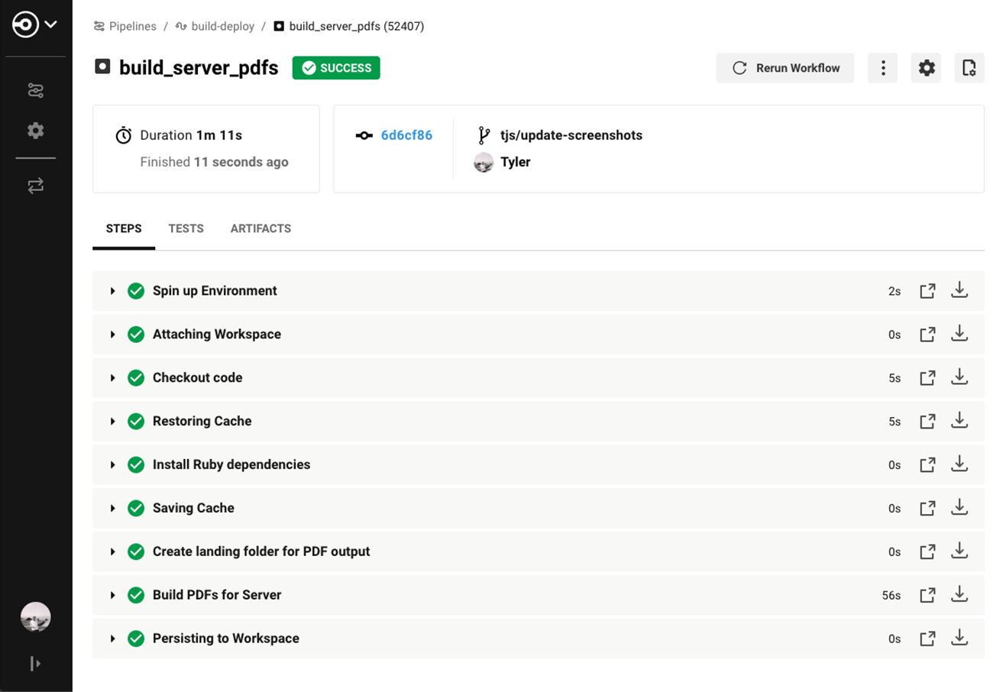 Pipelines / build-deploy / build_server_pdfs (52407)
build_server_pdfs SUCCESS Rerun Workflow
Duration 1m 11s
Finished 11 seconds ago
6d6cf86
tjs/update-screenshots
Tyler
STEPS TESTS ARTIFACTS
Spin up Environment 2s
Attaching Workspace 0s
Checkout code 5s
Restoring Cache 5s
Install Ruby dependencies 0s
Saving Cache 0s
Create landing folder for PDF output 0s
Build PDFs for Server 56s
Persisting to Workspace 0s